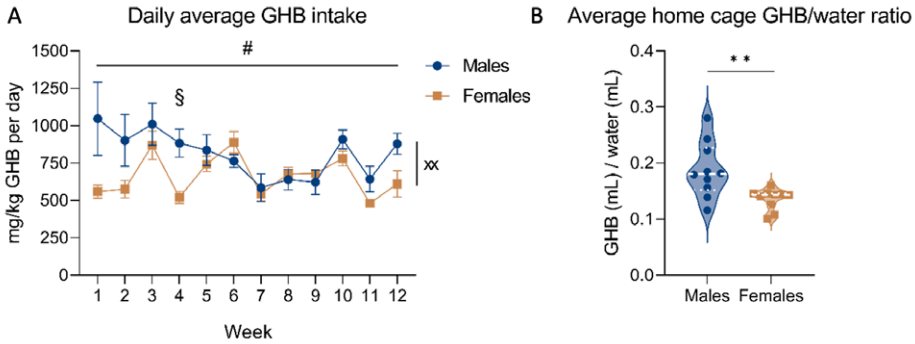 A
Daily average GHB intake
mg/kg GHB per day
1500
1250
1000
750
500
250
0
#
§
xx
Males
Females
1 2 3 4 5 6 7 8 9 10 11 12
Week
B
Average home cage GHB/water ratio
GHB (mL) / water (mL)
0.4
0.3
0.2
0.1
0.0
**
Males Females